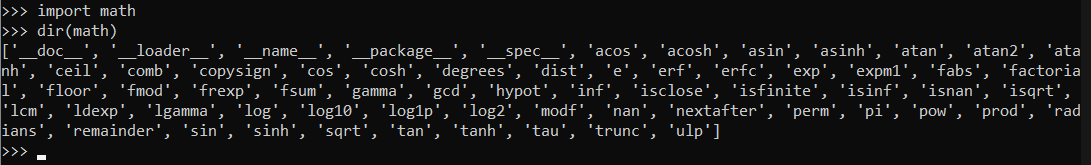 >>> import math
>>> dir(math)
['__doc__', '__loader__', '__name__', '__package__', '__spec__', 'acos', 'acosh', 'asin', 'asinh', 'atan', 'atan2', 'ata
nh', 'ceil', 'comb', 'copysign', 'cos', 'cosh', 'degrees', 'dist', 'e', 'erf', 'erfc', 'exp', 'expm1', 'fabs', 'factoria
l', 'floor', 'fmod', 'frexp', 'fsum', 'gamma', 'gcd', 'hypot', 'inf', 'isclose', 'isfinite', 'isinf', 'isnan', 'isqrt',
'lcm', 'ldexp', 'lgamma', 'log', 'log10', 'log1p', 'log2', 'modf', 'nan', 'nextafter', 'perm', 'pi', 'pow', 'prod', 'rad
ians', 'remainder', 'sin', 'sinh', 'sqrt', 'tan', 'tanh', 'tau', 'trunc', 'ulp']
>>>